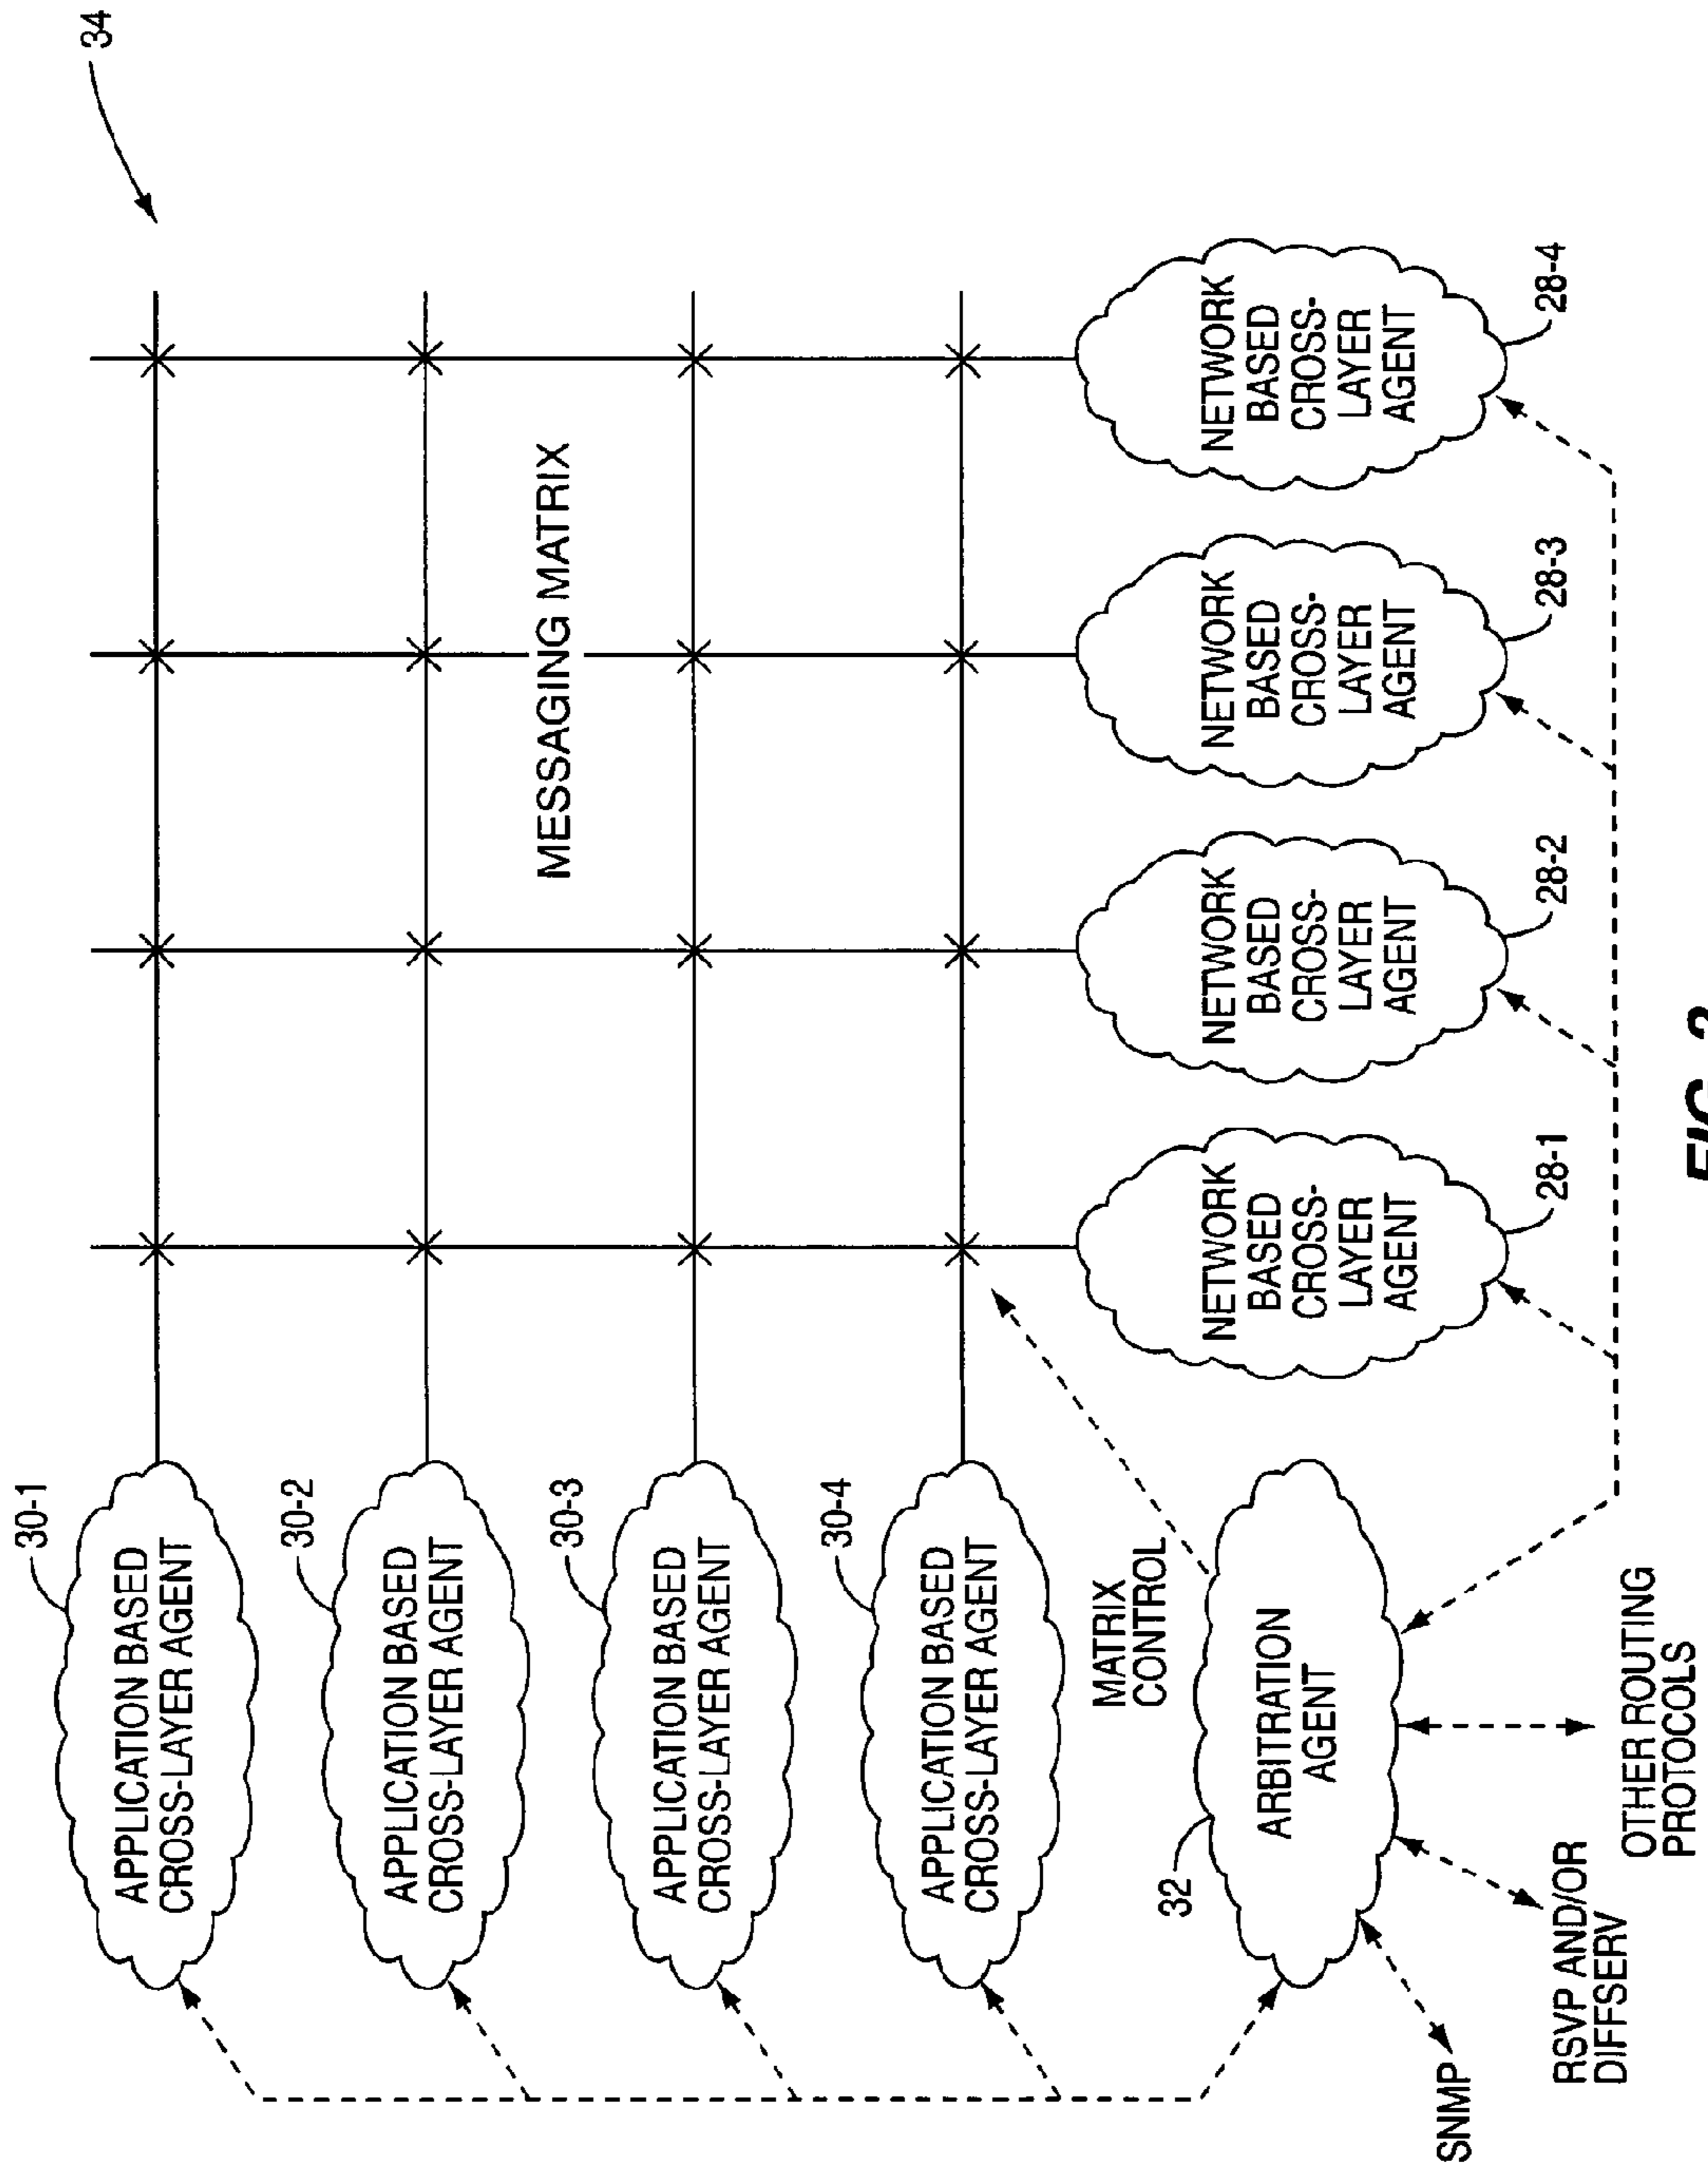 34
30-1
APPLICATION BASED
CROSS-LAYER AGENT
30-2
APPLICATION BASED
CROSS-LAYER AGENT
MESSAGING MATRIX
30-3
APPLICATION BASED
CROSS-LAYER AGENT
30-4
APPLICATION BASED
CROSS-LAYER AGENT
MATRIX
CONTROL
32
ARBITRATION
AGENT
NETWORK
BASED
CROSS-
LAYER
AGENT
28-1
NETWORK
BASED
CROSS-
LAYER
AGENT
28-2
NETWORK
BASED
CROSS-
LAYER
AGENT
28-3
NETWORK
BASED
CROSS-
LAYER
AGENT
28-4
SNMP
RSVP AND/OR
DIFFSERV
OTHER ROUTING
PROTOCOLS
FIG.